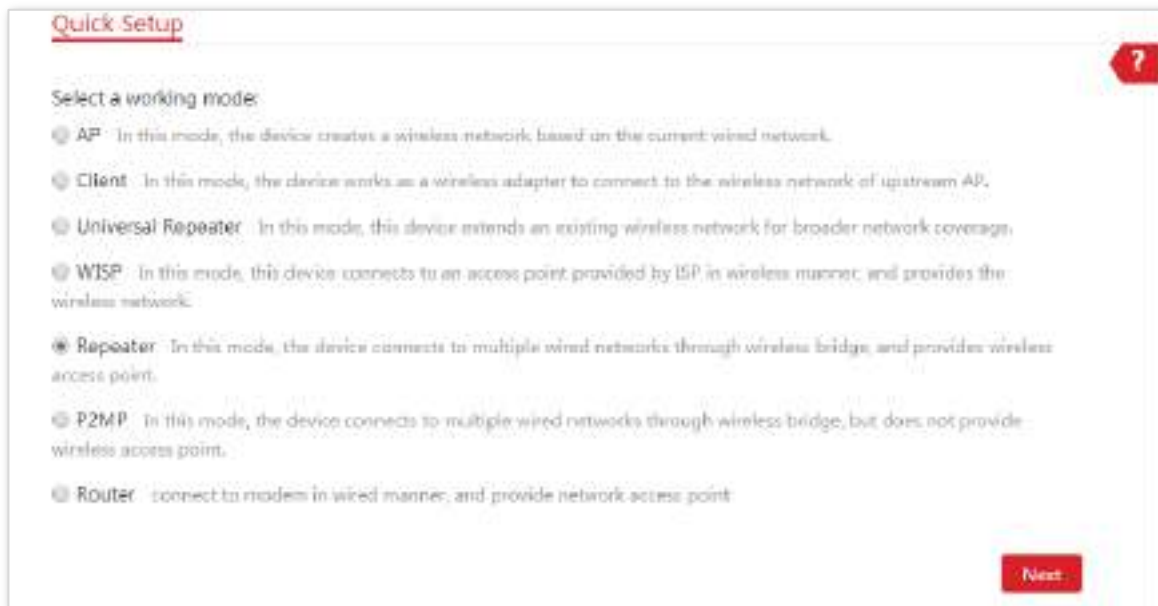 Quick Setup
?
Select a working mode:
AP In this mode, the device creates a wireless network based on the current wired network.
Client In this mode, the device works as a wireless adapter to connect to the wireless network of upstream AP.
Universal Repeater In this mode, this device extends an existing wireless network for broader network coverage.
WISP In this mode, this device connects to an access point provided by ISP in wireless manner, and provides the
wireless network.
Repeater In this mode, the device connects to multiple wired networks through wireless bridge, and provides wireless
access point.
P2MP In this mode, the device connects to multiple wired networks through wireless bridge, but does not provide
wireless access point.
Router connect to modem in wired manner, and provide network access point
Next